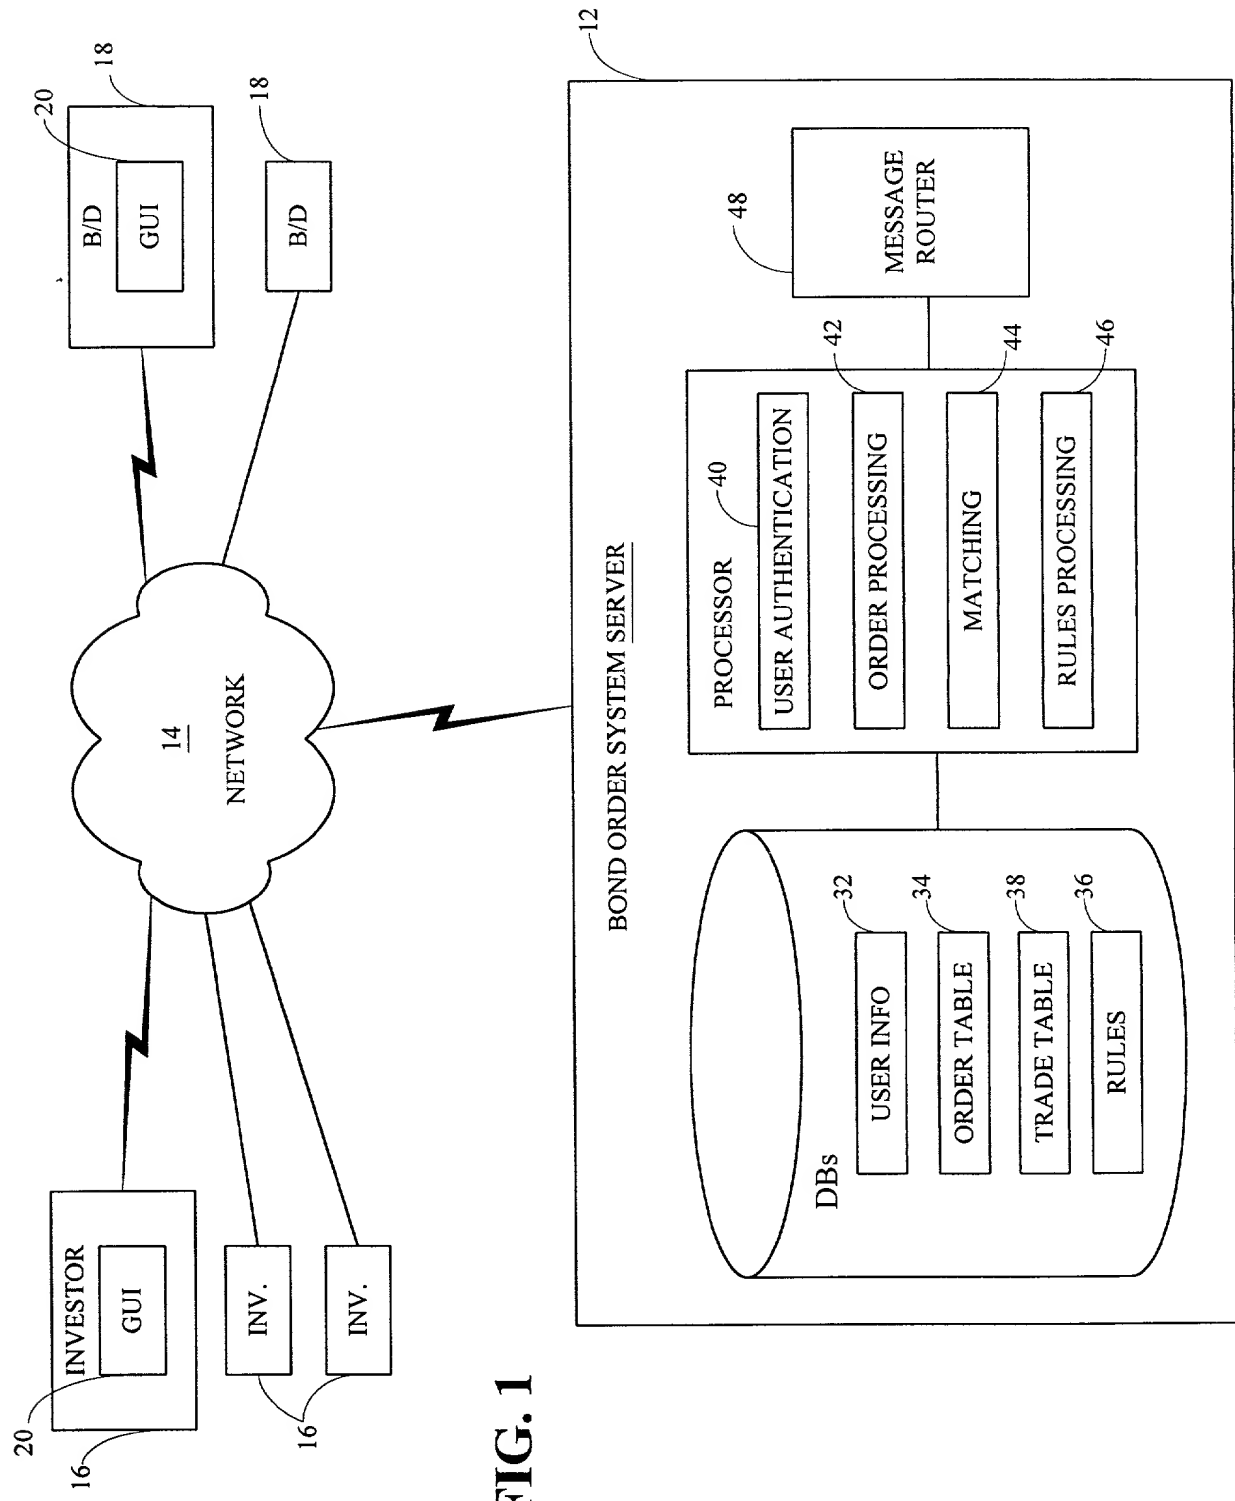 16
20
INVESTOR
GUI
INV.
INV.
16
14
NETWORK
20
18
B/D
GUI
18
B/D
FIG. 1
12
BOND ORDER SYSTEM SERVER
DBs
USER INFO
32
ORDER TABLE
34
TRADE TABLE
38
RULES
36
PROCESSOR
40
USER AUTHENTICATION
ORDER PROCESSING
42
MATCHING
44
RULES PROCESSING
46
48
MESSAGE
ROUTER